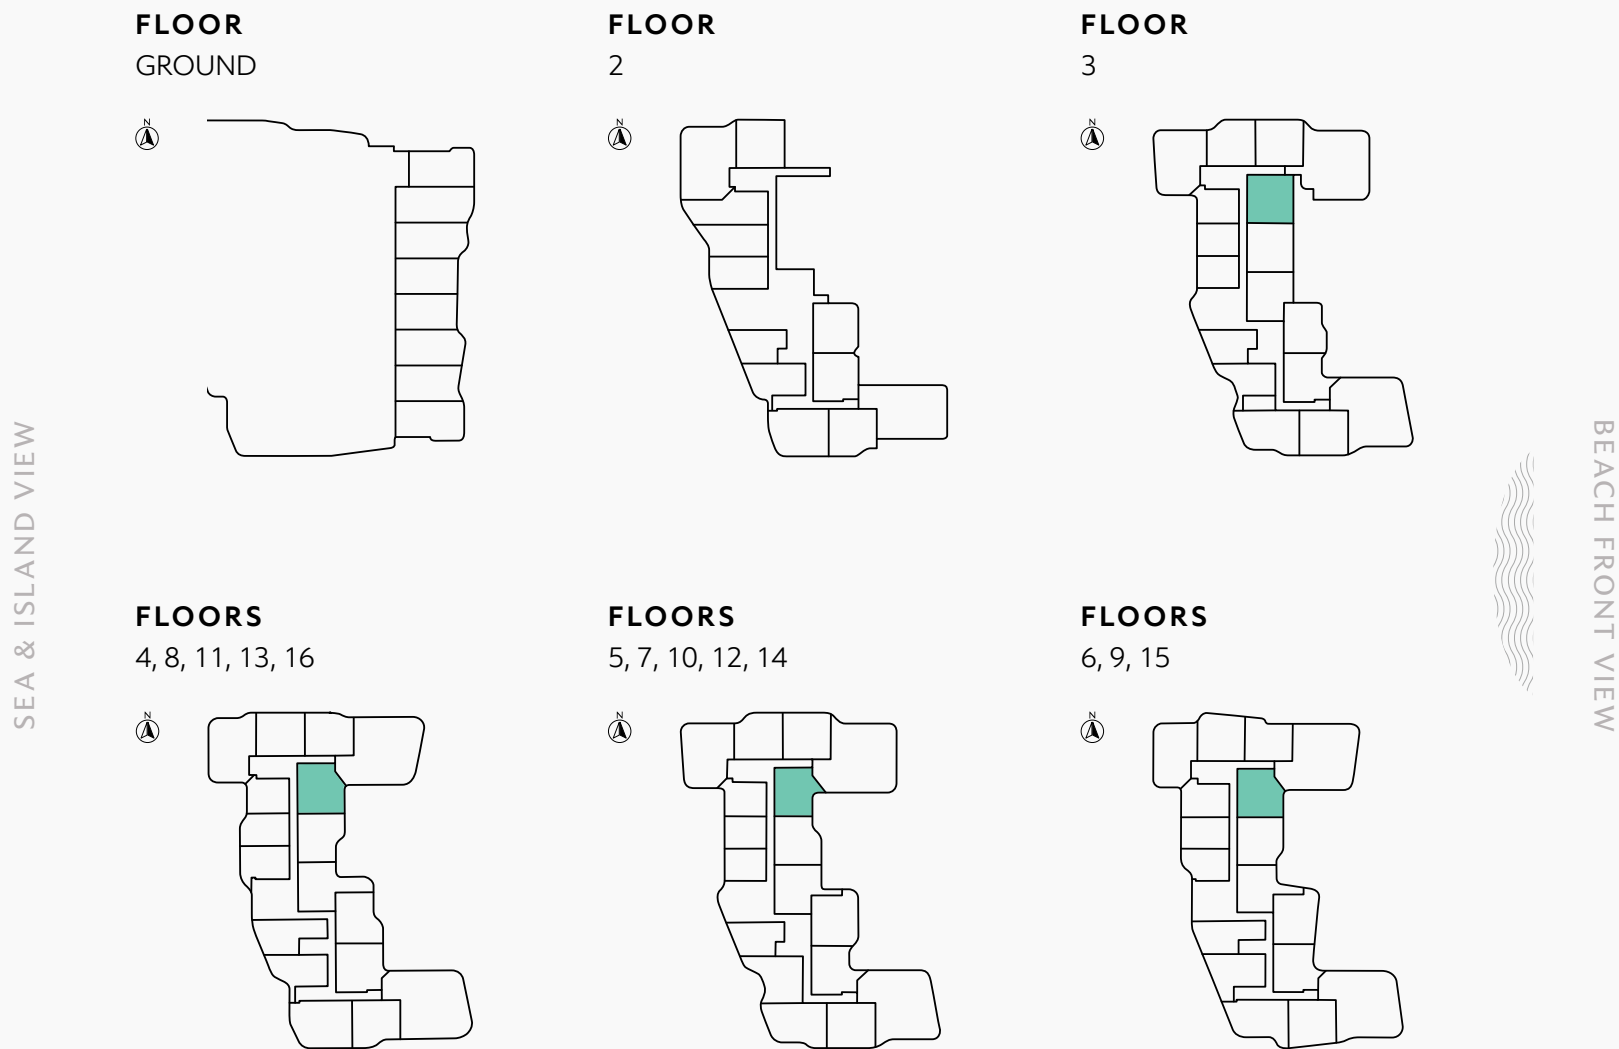 FLOOR
GROUND
N
FLOOR
2
N
FLOOR
3
N
SEA & ISLAND VIEW
BEACH FRONT VIEW
FLOORS
4, 8, 11, 13, 16
N
FLOORS
5, 7, 10, 12, 14
N
FLOORS
6, 9, 15
N